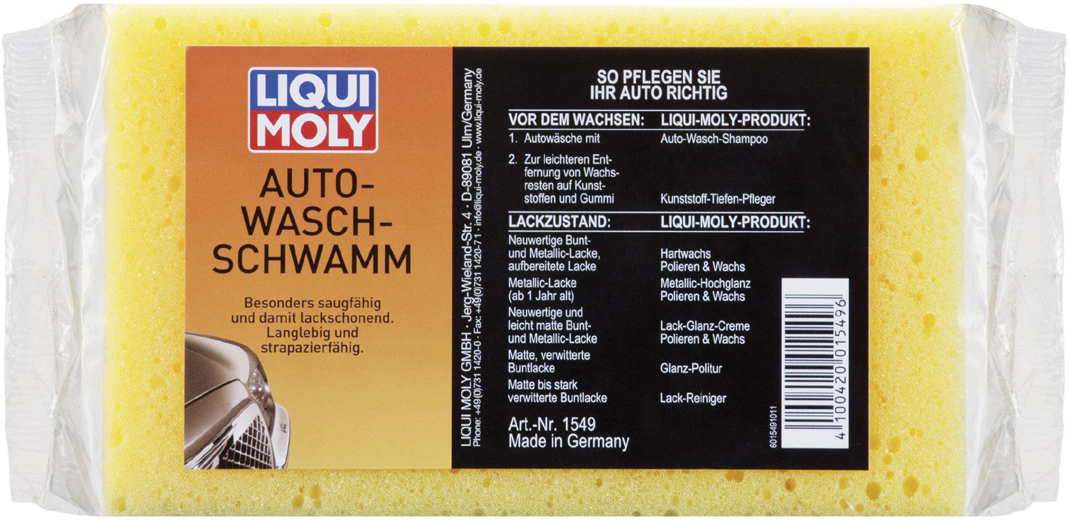 LIQUI
MOLY
AUTO-
WASCH-
SCHWAMM
Besonders saugfähig
und damit lackschonend.
Langlebig und
strapazierfähig.
LIQUI MOLY GMBH · Jerg-Wieland-Str. 4 · D-89081 Ulm/Germany
Phone: +49(0)731 1420-0 · Fax: +49(0)731 1420-71 · info@liqui-moly.de · www.liqui-moly.de
SO PFLEGEN SIE
IHR AUTO RICHTIG
VOR DEM WACHSEN: LIQUI-MOLY-PRODUKT:
1. Autowäsche mit Auto-Wasch-Shampoo
2. Zur leichteren Ent-
fernung von Wachs-
resten auf Kunst-
stoffen und Gummi Kunststoff-Tiefen-Pfleger
LACKZUSTAND: LIQUI-MOLY-PRODUKT:
Neuwertige Bunt-
und Metallic-Lacke, Hartwachs
aufbereitete Lacke Polieren & Wachs
Metallic-Lacke Metallic-Hochglanz
(ab 1 Jahr alt) Polieren & Wachs
Neuwertige und
leicht matte Bunt- Lack-Glanz-Creme
und Metallic-Lacke Polieren & Wachs
Matte, verwitterte
Buntlacke Glanz-Politur
Matte bis stark
verwitterte Buntlacke Lack-Reiniger
Art.-Nr. 1549
Made in Germany
6015491011
4 100420 015496